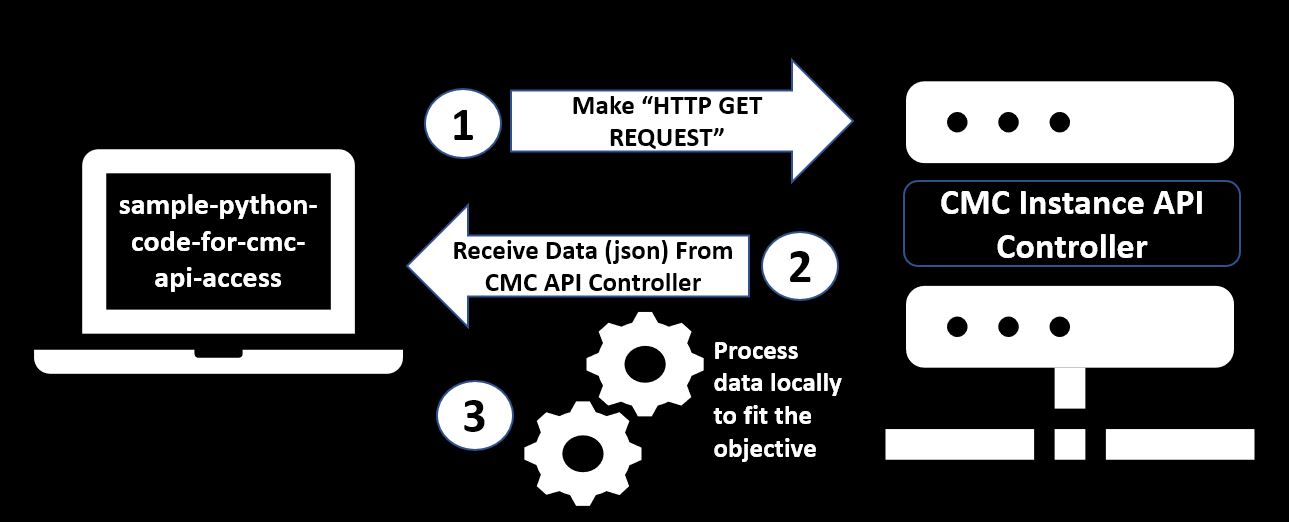 1
Make “HTTP GET
REQUEST”
sample-python-
code-for-cmc-
api-access
CMC Instance API
Controller
Receive Data (json) From
CMC API Controller
2
3
Process
data locally
to fit the
objective